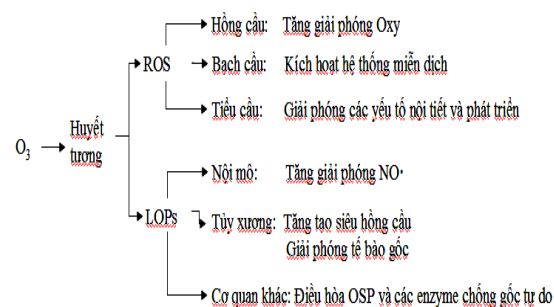 Hồng cầu: Tăng giải phóng Oxy
ROS
Bạch cầu: Kích hoạt hệ thống miễn dịch
Tiểu cầu: Giải phóng các yếu tố nội tiết và phát triển
O3
Huyết
tương
Nội mô: Tăng giải phóng NO•
LOPs
Tủy xương: Tăng tạo siêu hồng cầu
Giải phóng tế bào gốc
Cơ quan khác: Điều hòa OSP và các enzyme chống gốc tự do